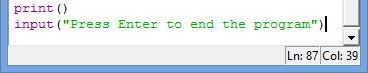 print()
input("Press Enter to end the program")
Ln: 87 Col: 39